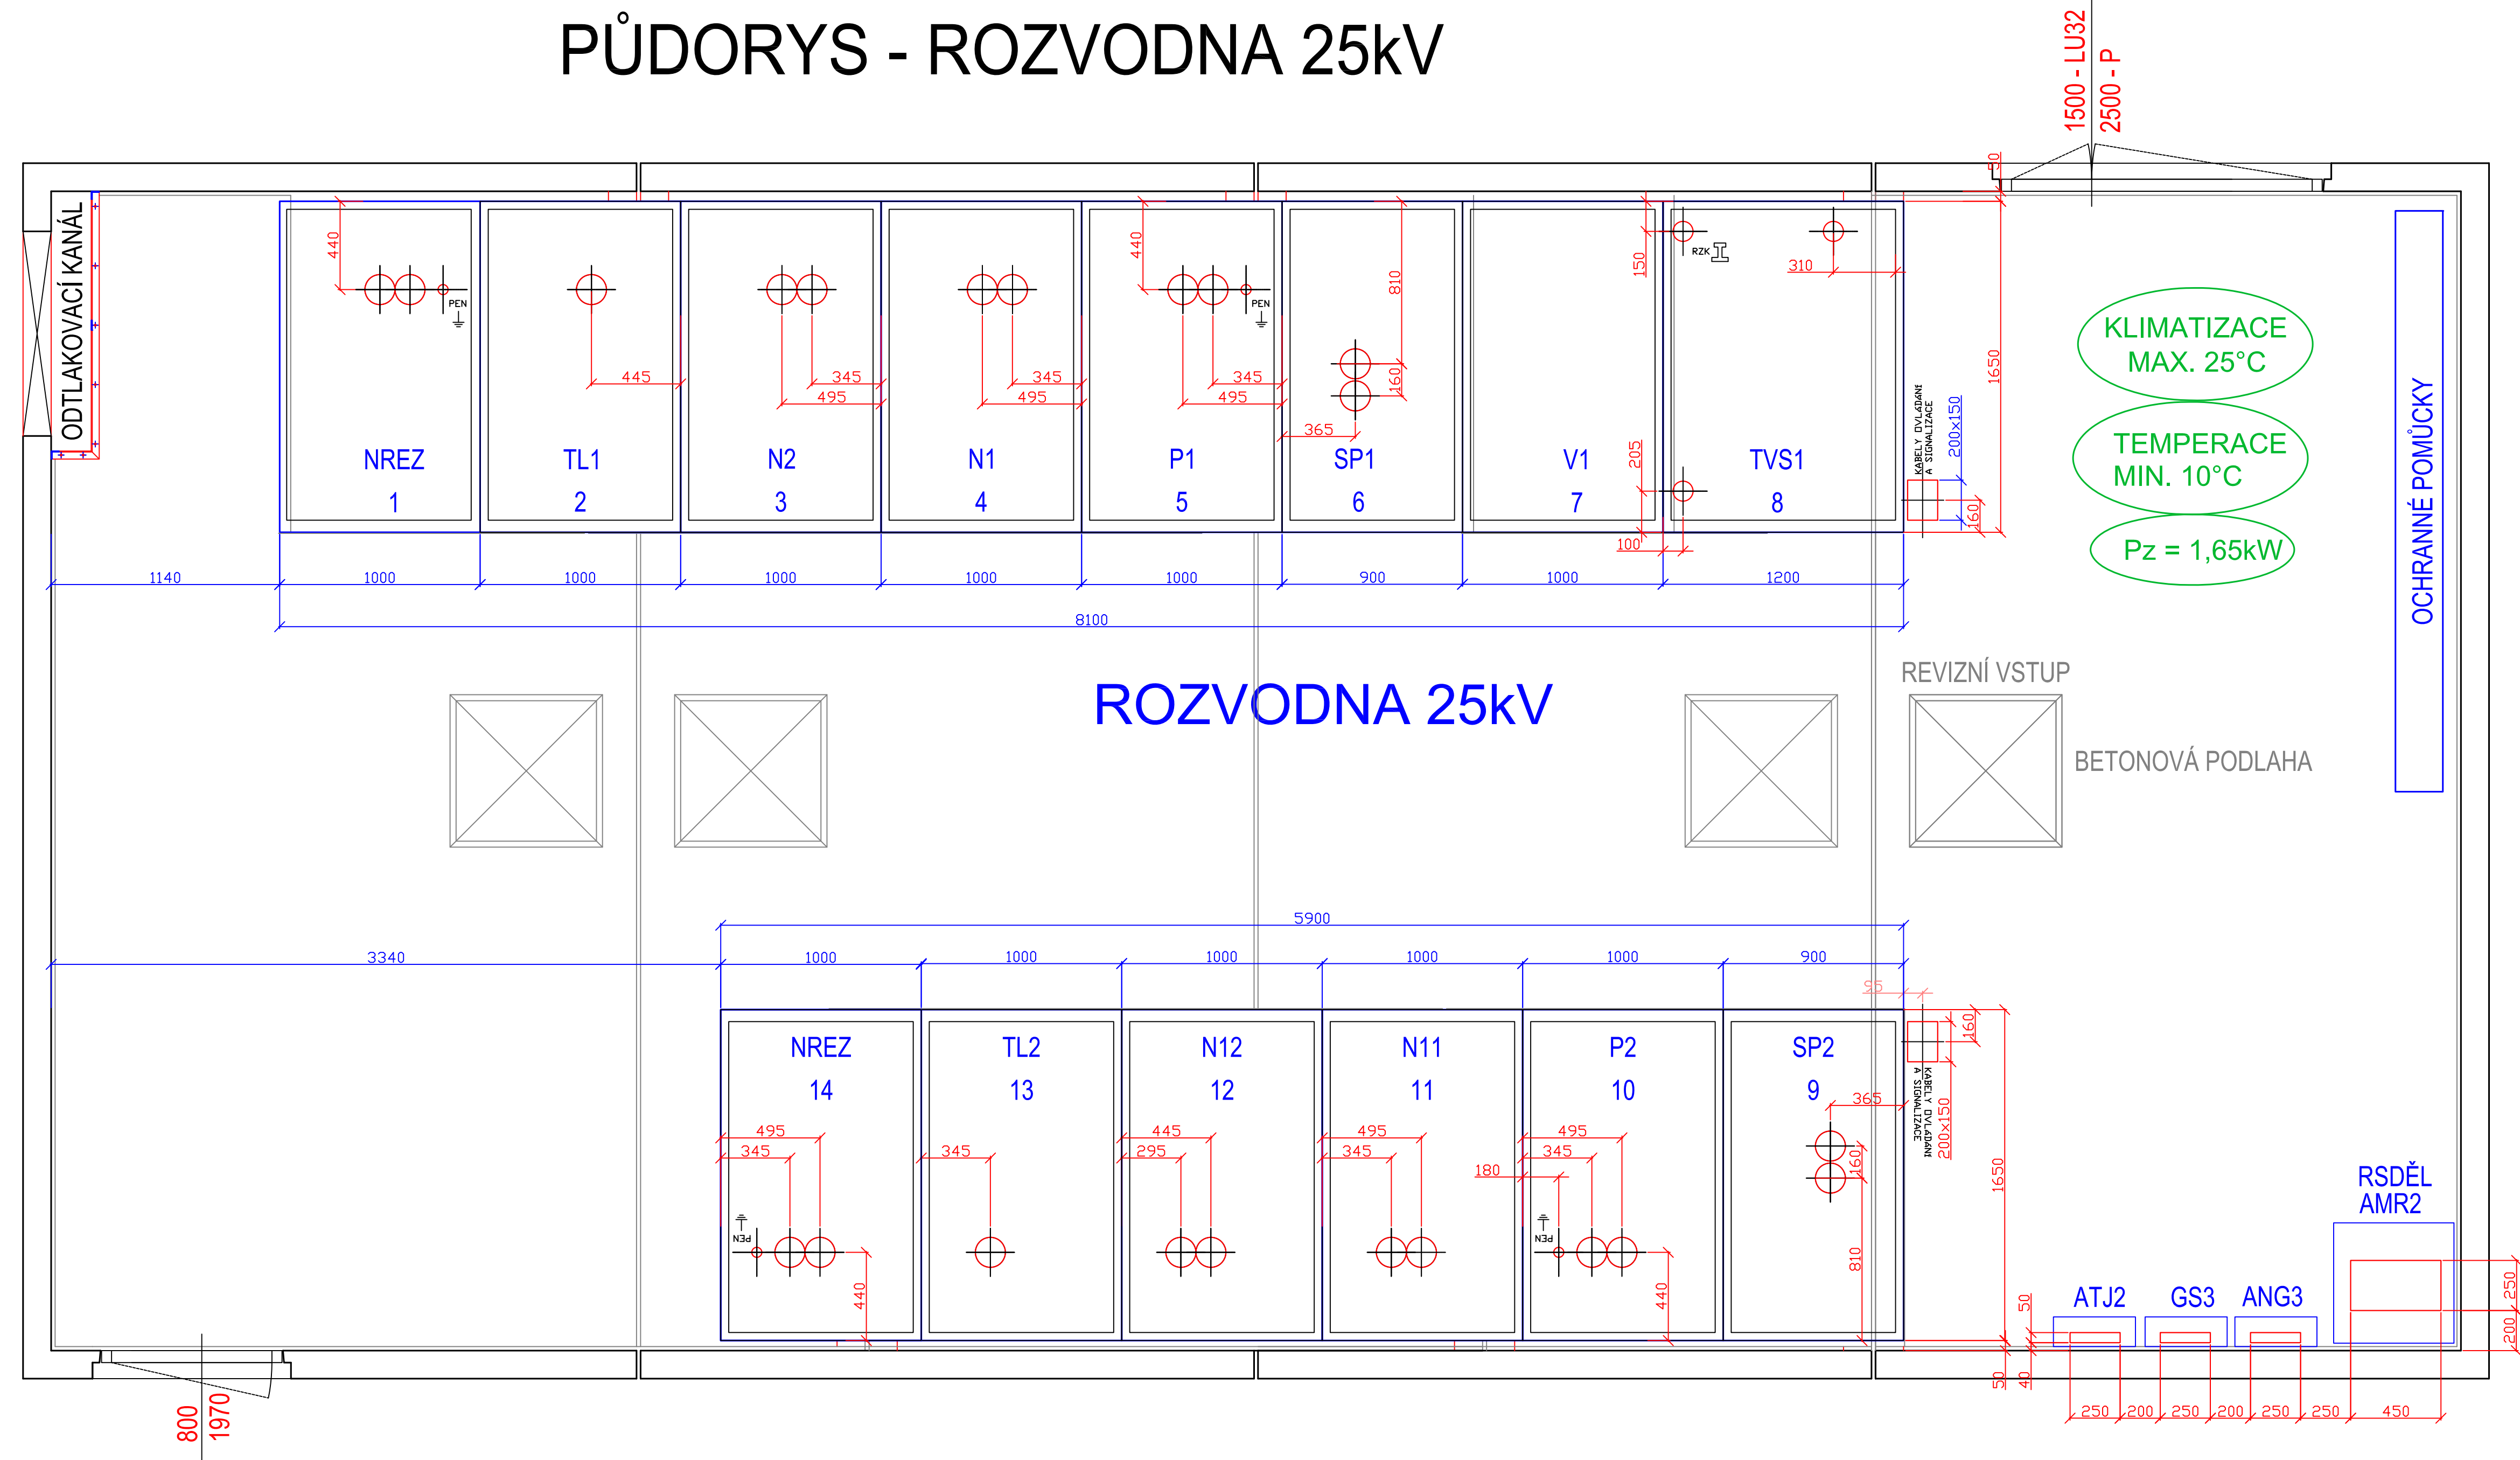 PŮDORYS - ROZVODNA 25kV
1500 - LU32
2500 - P
50
ODTLAKOVACÍ KANÁL
440
PEN
NREZ
1
445
TL1
2
345
495
N2
3
345
495
N1
4
440
PEN
345
495
P1
5
810
160
365
SP1
6
V1
7
150
RZK
310
205
100
TVS1
8
KABELY OVLÁDÁNÍ
A SIGNALIZACE
200x150
160
1650
KLIMATIZACE
MAX. 25°C
TEMPERACE
MIN. 10°C
Pz = 1,65kW
OCHRANNÉ POMŮCKY
1140
1000
1000
1000
1000
1000
900
1000
1200
8100
ROZVODNA 25kV
REVIZNÍ VSTUP
BETONOVÁ PODLAHA
5900
3340
1000
1000
1000
1000
1000
900
95
NREZ
14
495
345
PEN
440
TL2
13
345
N12
12
445
295
N11
11
495
345
P2
10
495
345
180
PEN
440
SP2
9
365
160
810
160
KABELY OVLÁDÁNÍ
A SIGNALIZACE
200x150
1650
RSDĚL
AMR2
ATJ2
GS3
ANG3
50
50
40
250
200
250
200
250
200
250
250
450
800
1970